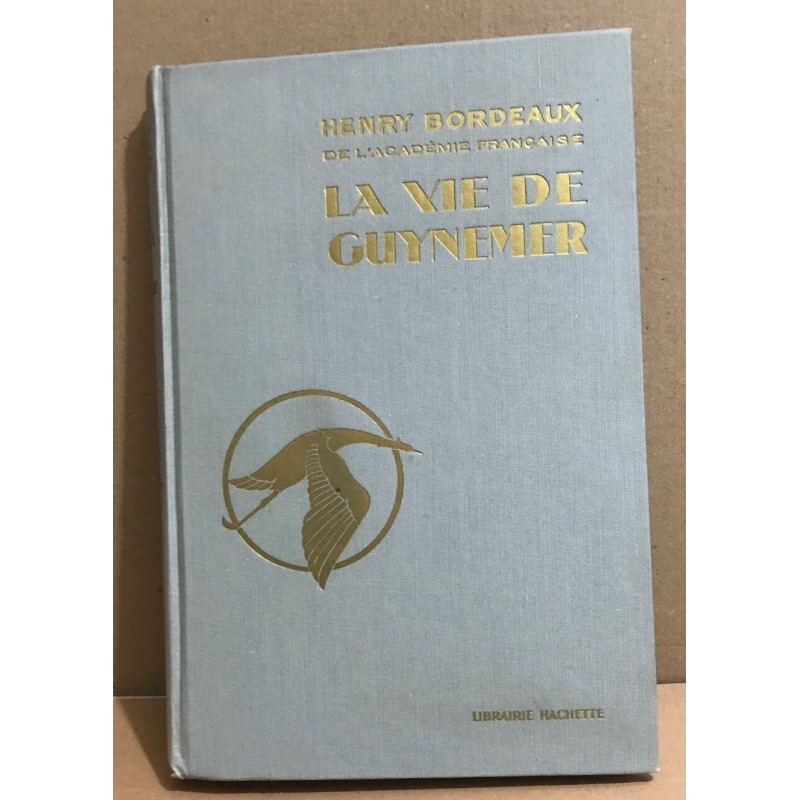 HENRY BORDEAUX
DE L'ACADÉMIE FRANÇAISE
LA VIE DE
GUYNEMER
LIBRAIRIE HACHETTE